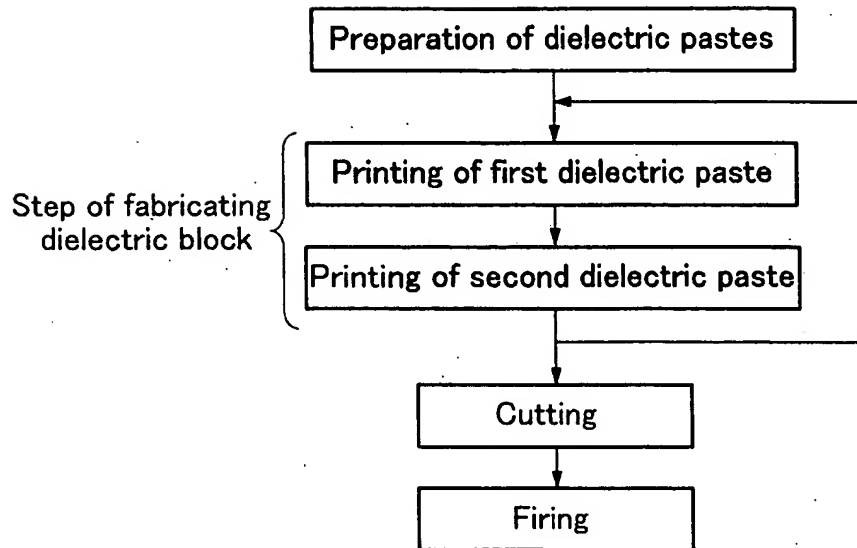 Preparation of dielectric pastes
Printing of first dielectric paste
Step of fabricating
dielectric block
Printing of second dielectric paste
Cutting
Firing